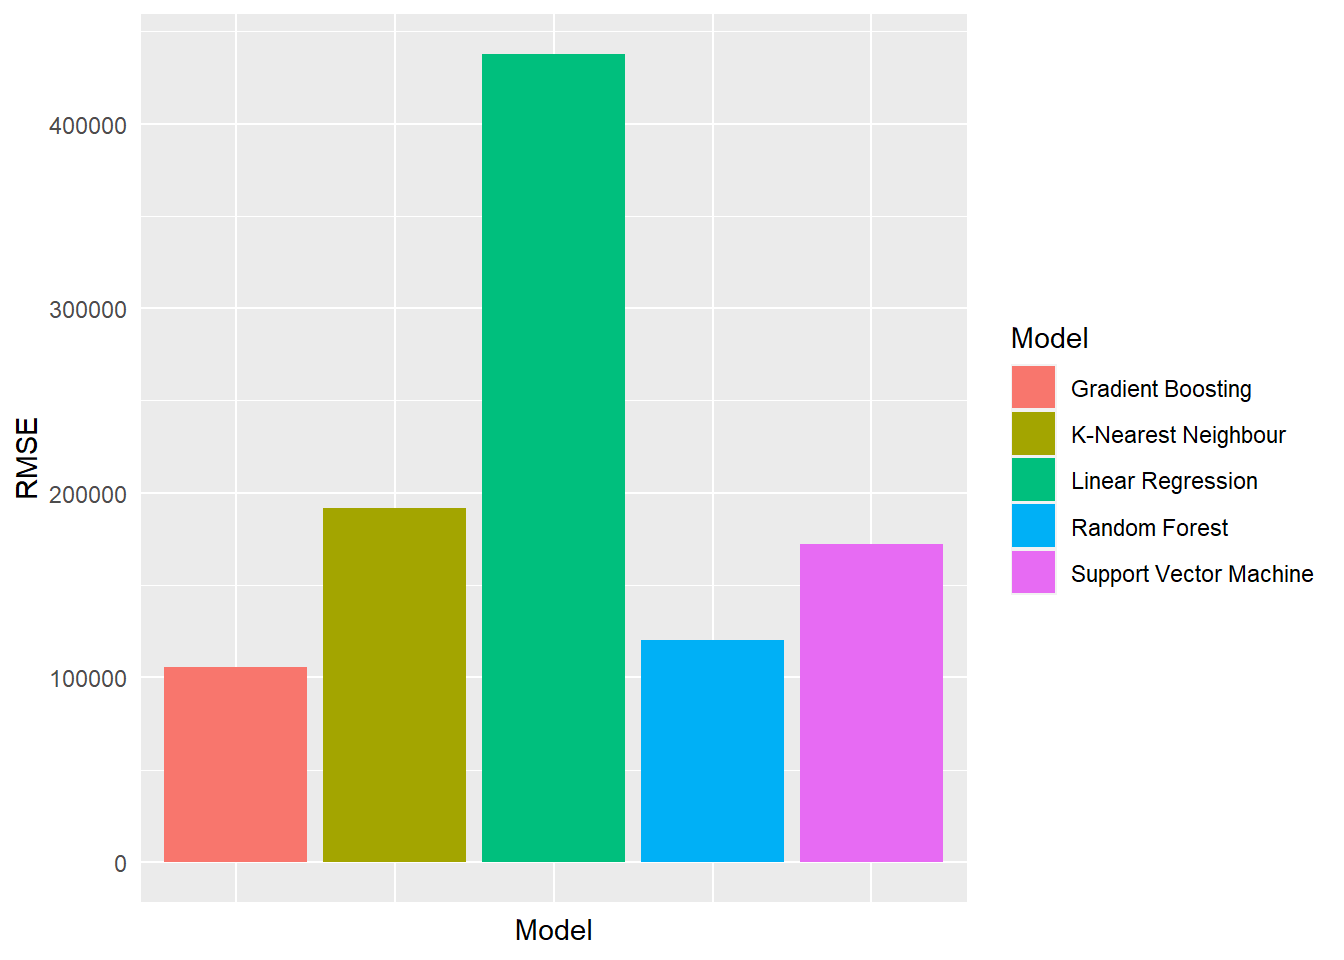 RMSE
400000
300000
200000
100000
0
Model
Model
Gradient Boosting
K-Nearest Neighbour
Linear Regression
Random Forest
Support Vector Machine